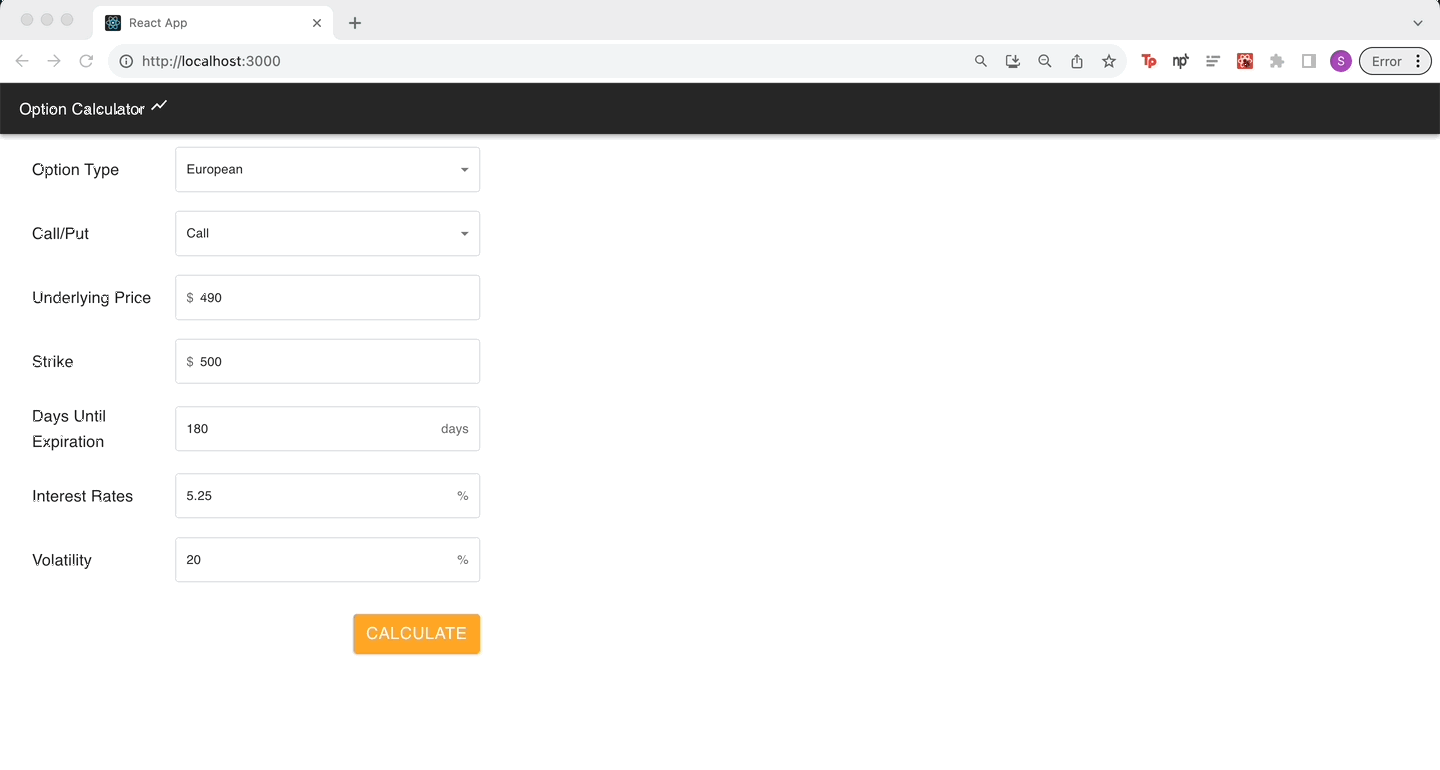 React App
http://localhost:3000
Tp
np
S
Error
Option Calculator
Option Type
European
Call/Put
Call
Underlying Price
$ 490
Strike
$ 500
Days Until
Expiration
180 days
Interest Rates
5.25 %
Volatility
20 %
CALCULATE